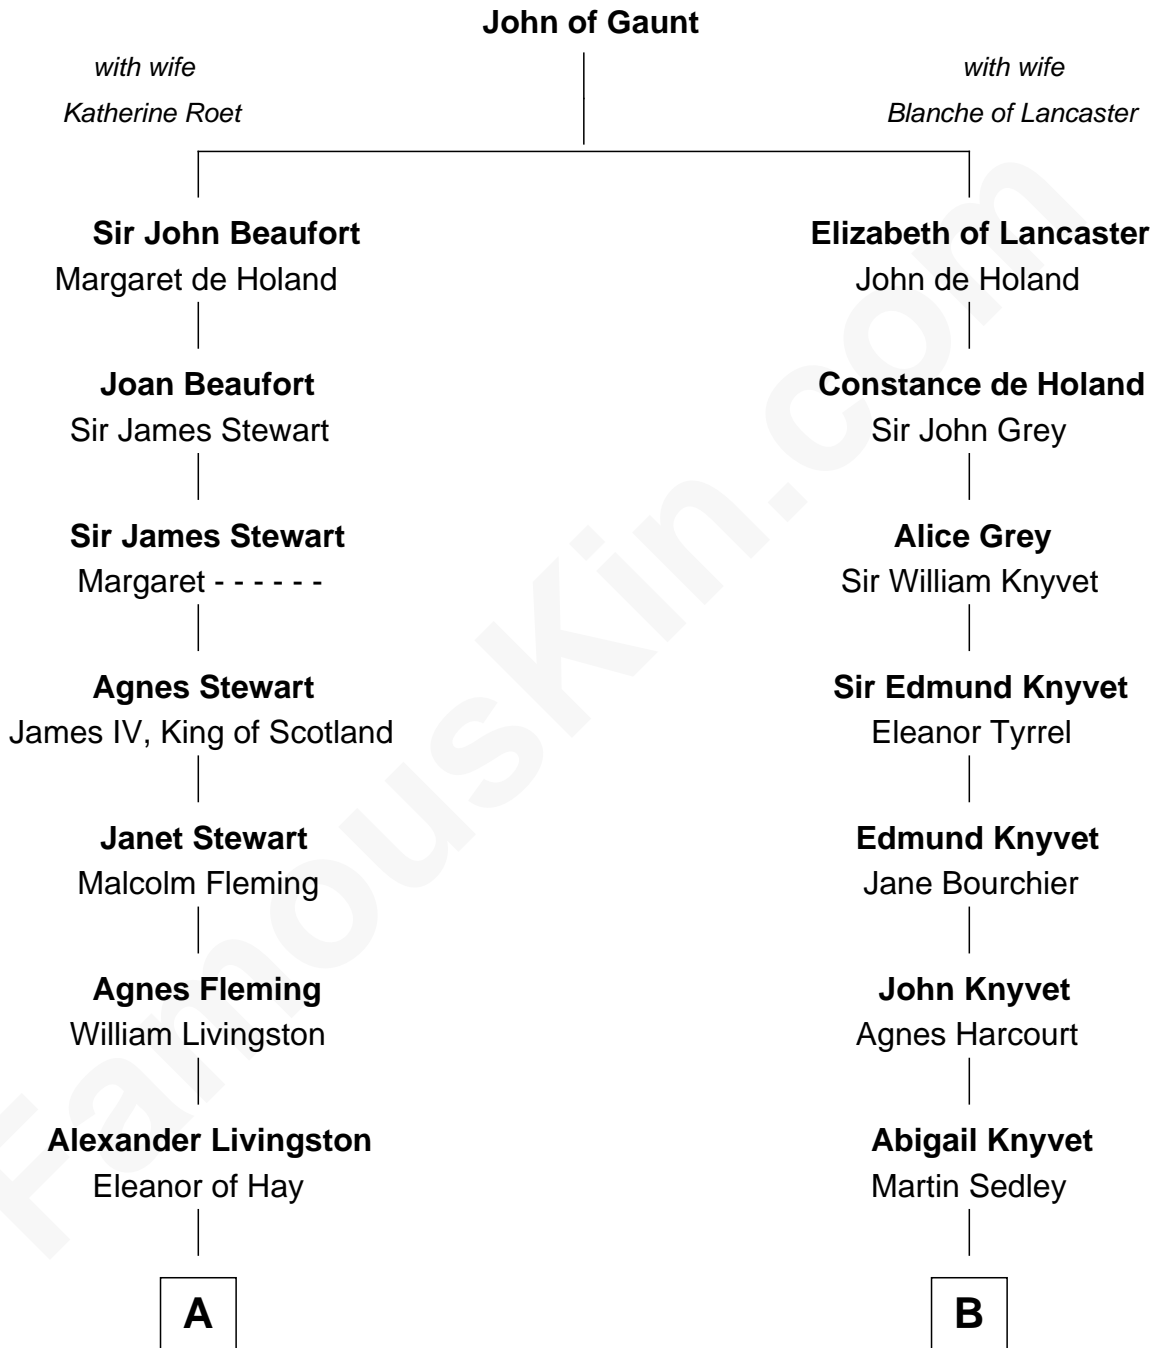 John of Gaunt
with wife
Katherine Roet
with wife
Blanche of Lancaster
Sir John Beaufort
Margaret de Holand
Joan Beaufort
Sir James Stewart
Sir James Stewart
Margaret - - - - - -
Agnes Stewart
James IV, King of Scotland
Janet Stewart
Malcolm Fleming
Agnes Fleming
William Livingston
Alexander Livingston
Eleanor of Hay
A
Elizabeth of Lancaster
John de Holand
Constance de Holand
Sir John Grey
Alice Grey
Sir William Knyvet
Sir Edmund Knyvet
Eleanor Tyrrel
Edmund Knyvet
Jane Bourchier
John Knyvet
Agnes Harcourt
Abigail Knyvet
Martin Sedley
B
FamousKin.com